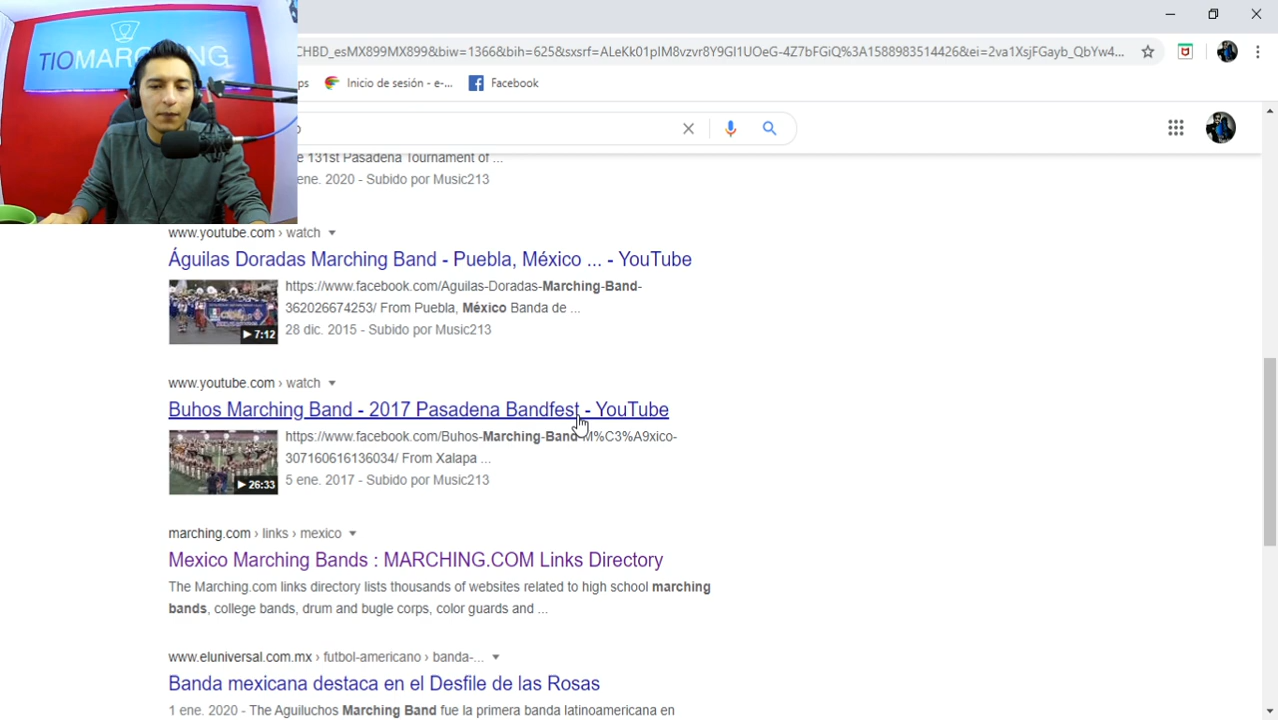 TIOMARCHING
CHBD_esMX899MX899&biw=1366&bih=625&sxsrf=ALeKk01pIM8vzvr8Y9GI1UOeG-4Z7bFGiQ%3A1588983514426&ei=2va1XsjFGayb_QbYw4...
ps Inicio de sesión - e-... Facebook
o
e 131st Pasadena Tournament of ...
ene. 2020 - Subido por Music213
www.youtube.com › watch
Águilas Doradas Marching Band - Puebla, México ... - YouTube
https://www.facebook.com/Aguilas-Doradas-Marching-Band-
362026674253/ From Puebla, México Banda de ...
7:12
28 dic. 2015 - Subido por Music213
www.youtube.com › watch
Buhos Marching Band - 2017 Pasadena Bandfest - YouTube
https://www.facebook.com/Buhos-Marching-Band-M%C3%A9xico-
307160616136034/ From Xalapa ...
26:33
5 ene. 2017 - Subido por Music213
marching.com › links › mexico
Mexico Marching Bands : MARCHING.COM Links Directory
The Marching.com links directory lists thousands of websites related to high school marching
bands, college bands, drum and bugle corps, color guards and ...
www.eluniversal.com.mx › futbol-americano › banda-...
Banda mexicana destaca en el Desfile de las Rosas
1 ene. 2020 - The Aguiluchos Marching Band fue la primera banda latinoamericana en